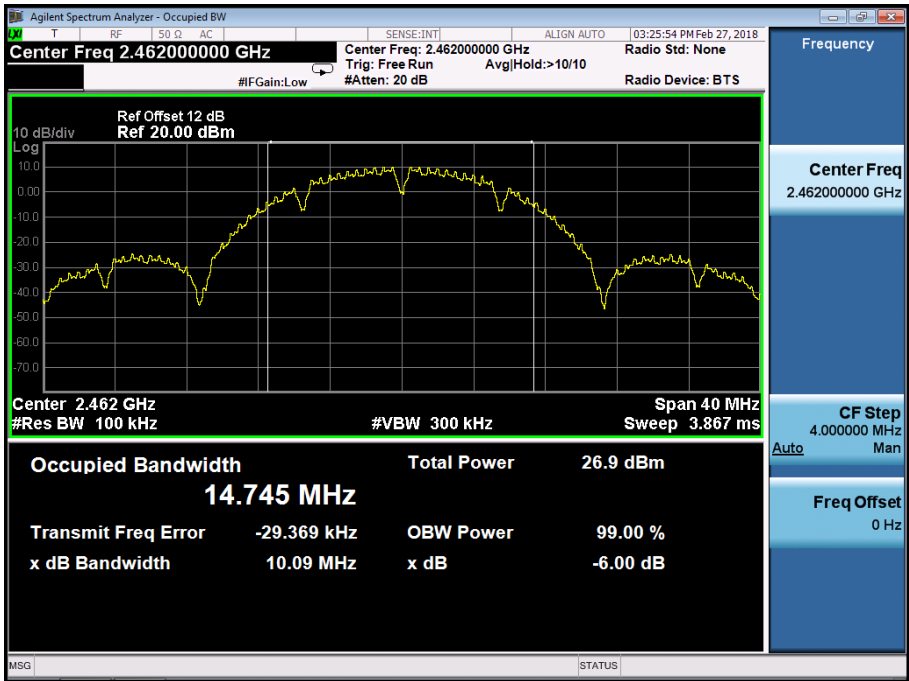 Agilent Spectrum Analyzer - Occupied BW
LXI T RF 50 Ω AC SENSE:INT ALIGN AUTO 03:25:54 PM Feb 27, 2018
Center Freq 2.462000000 GHz
Center Freq: 2.462000000 GHz
Radio Std: None
Trig: Free Run Avg|Hold:>10/10
#IFGain:Low
#Atten: 20 dB
Radio Device: BTS
Ref Offset 12 dB
10 dB/div Ref 20.00 dBm
Log
10.0
0.00
-10.0
-20.0
-30.0
-40.0
-50.0
-60.0
-70.0
Center 2.462 GHz Span 40 MHz
#Res BW 100 kHz #VBW 300 kHz Sweep 3.867 ms
Occupied Bandwidth Total Power 26.9 dBm
14.745 MHz
Transmit Freq Error -29.369 kHz OBW Power 99.00 %
x dB Bandwidth 10.09 MHz x dB -6.00 dB
Frequency
Center Freq
2.462000000 GHz
CF Step
4.000000 MHz
Auto Man
Freq Offset
0 Hz
MSG STATUS